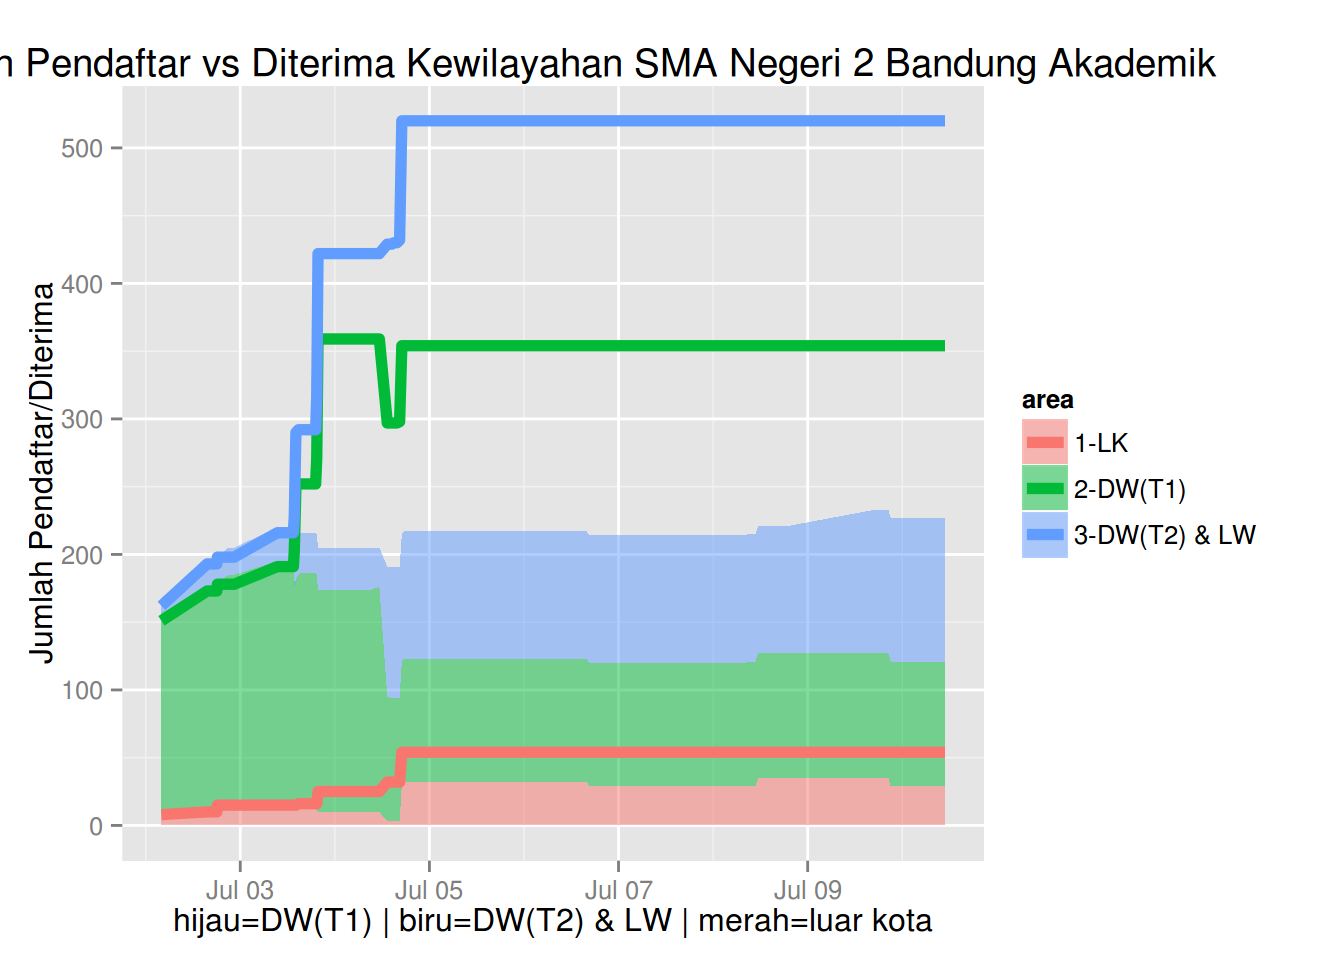 Pendaftar vs Diterima Kewilayahan SMA Negeri 2 Bandung Akademik
Jumlah Pendaftar/Diterima
500
400
300
200
100
0
Jul 03
Jul 05
Jul 07
Jul 09
hijau=DW(T1) | biru=DW(T2) & LW | merah=luar kota
area
1-LK
2-DW(T1)
3-DW(T2) & LW